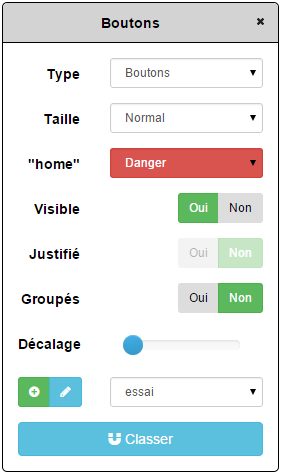 Boutons
Type Boutons
Taille Normal
"home" Danger
Visible Oui Non
Justifié Oui Non
Groupés Oui Non
Décalage
essai
Classer